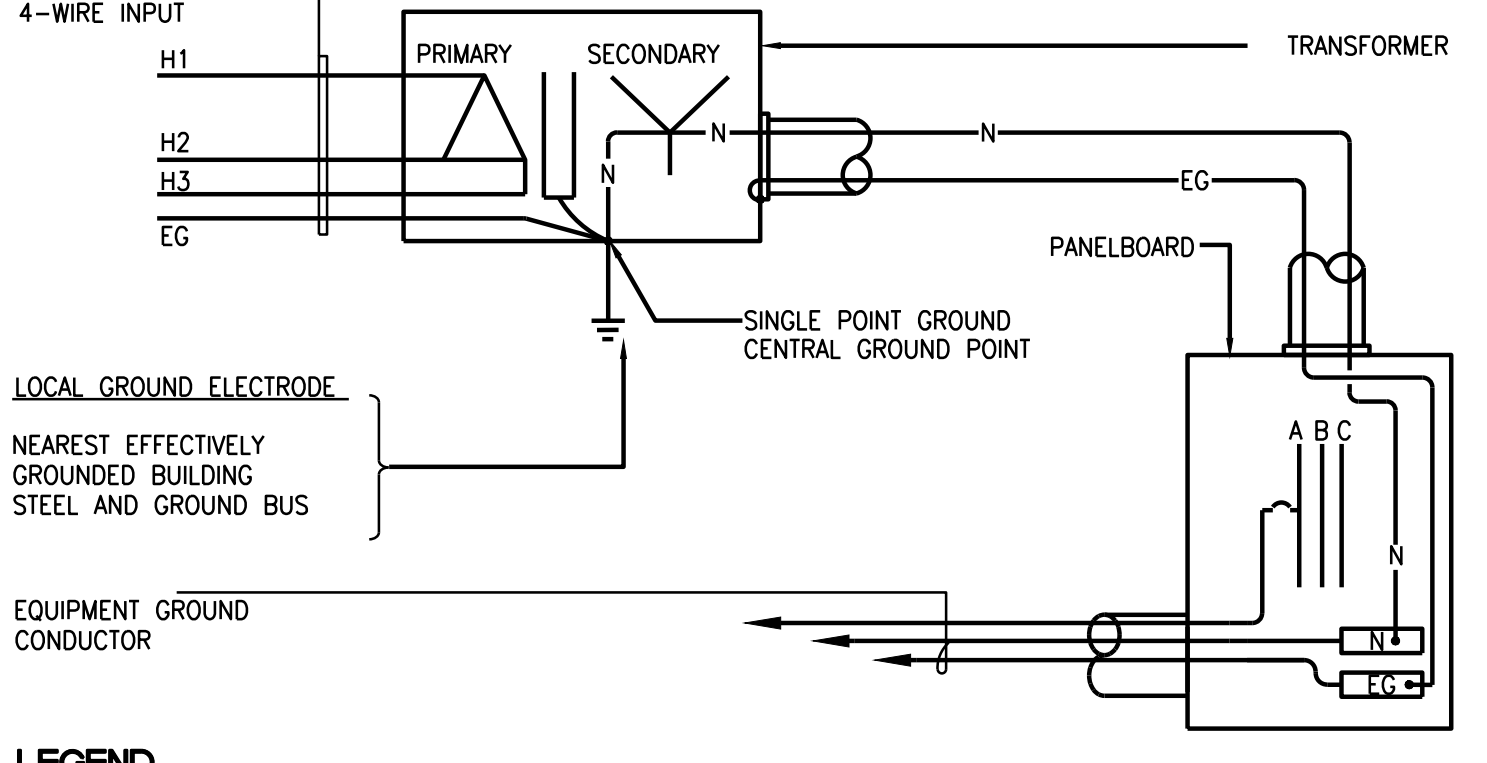 4-WIRE INPUT
H1
H2
H3
EG
PRIMARY
SECONDARY
N
N
TRANSFORMER
N
EG
PANELBOARD
SINGLE POINT GROUND
CENTRAL GROUND POINT
LOCAL GROUND ELECTRODE
NEAREST EFFECTIVELY
GROUNDED BUILDING
STEEL AND GROUND BUS
A B C
N
EQUIPMENT GROUND
CONDUCTOR
N
EG
LEGEND